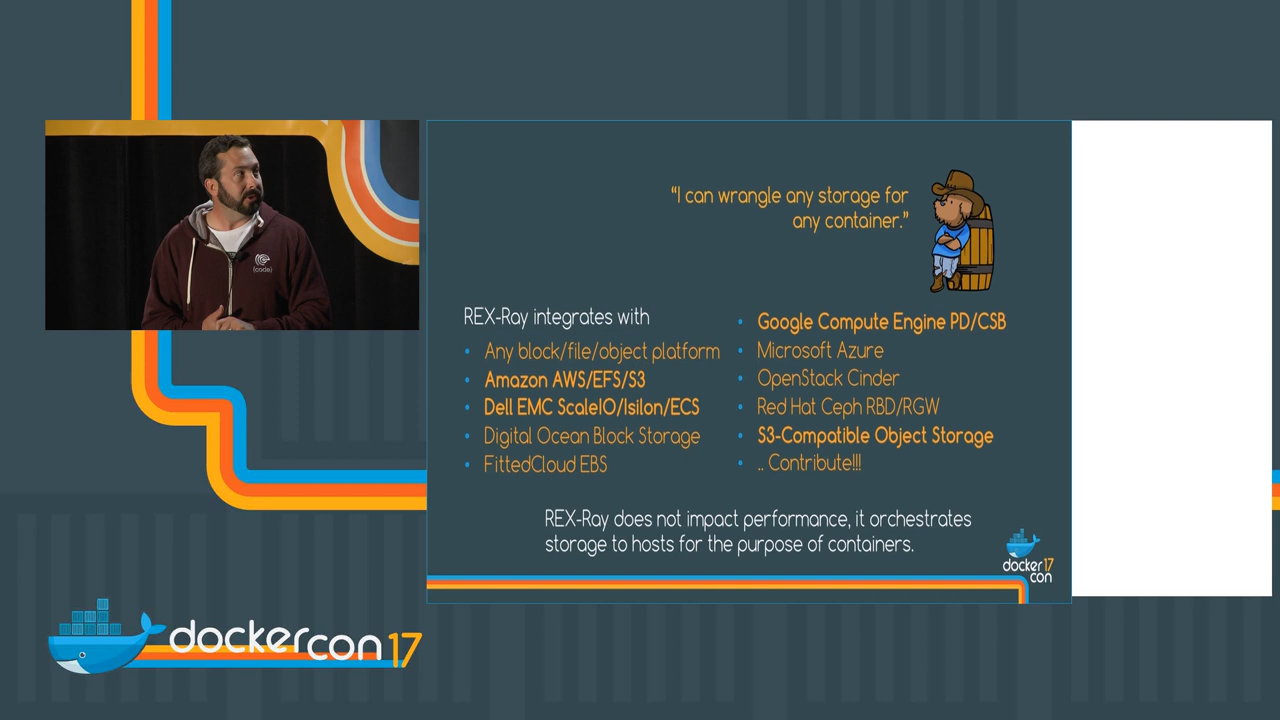 {code}
“I can wrangle any storage for
any container.”
REX-Ray integrates with
• Any block/file/object platform
• Amazon AWS/EFS/S3
• Dell EMC ScaleIO/Isilon/ECS
• Digital Ocean Block Storage
• FittedCloud EBS
• Google Compute Engine PD/CSB
• Microsoft Azure
• OpenStack Cinder
• Red Hat Ceph RBD/RGW
• S3-Compatible Object Storage
• .. Contribute!!!
REX-Ray does not impact performance, it orchestrates
storage to hosts for the purpose of containers.
docker 17
con
dockercon 17